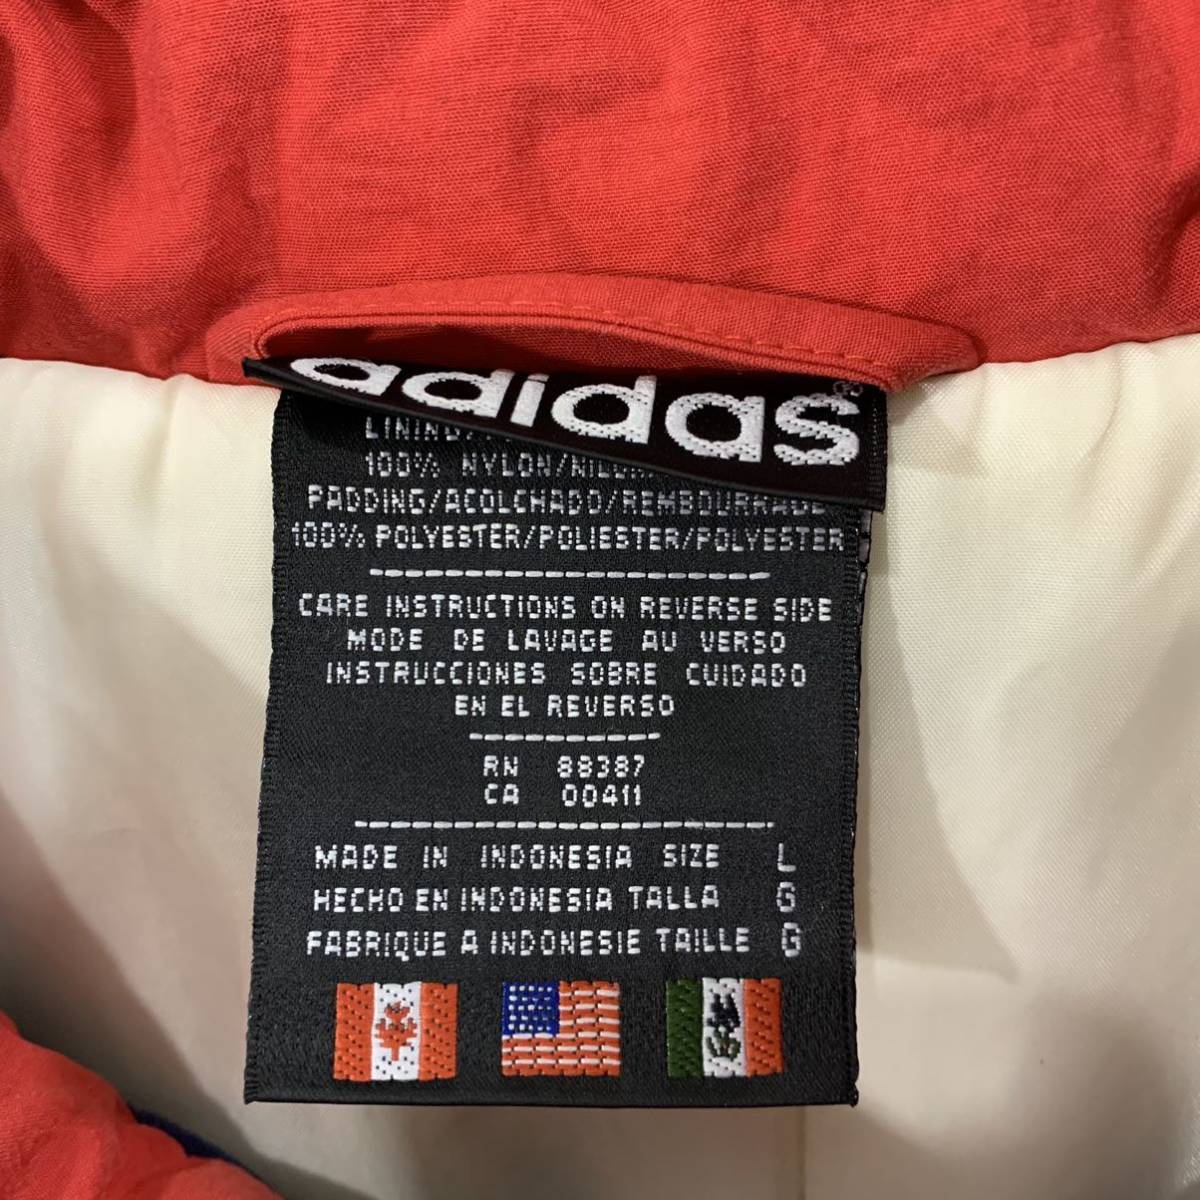 adidas®
100% NYLON
PADDING/ACOLCHADO/REMBOURRAGE
100% POLYESTER/POLIESTER/POLYESTER
CARE INSTRUCTIONS ON REVERSE SIDE
MODE DE LAVAGE AU VERSO
INSTRUCCIONES SOBRE CUIDADO
EN EL REVERSO
RN 88387
CA 00411
MADE IN INDONESIA SIZE L
HECHO EN INDONESIA TALLA G
FABRIQUE A INDONESIE TAILLE G